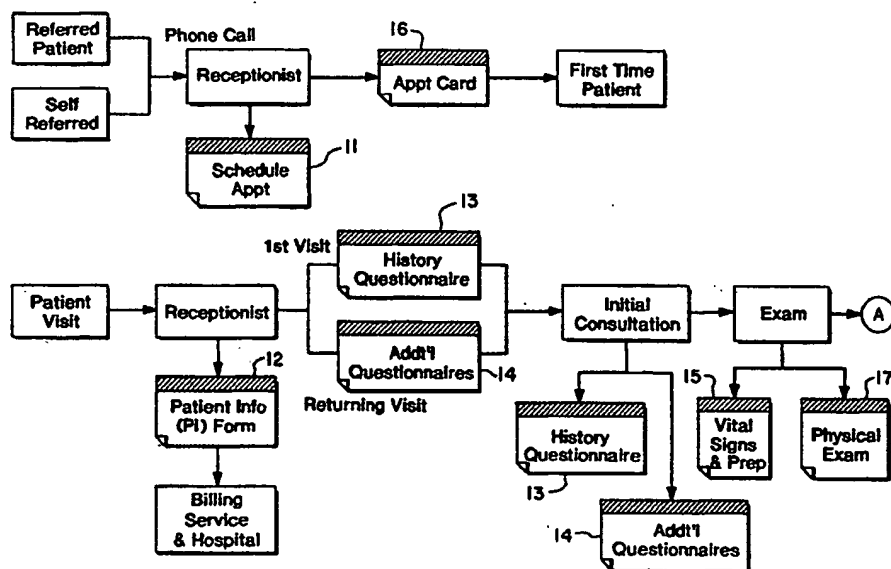 Referred
Patient
Phone Call
16
Receptionist
Appt Card
First Time
Patient
Self
Referred
11
Schedule
Appt
13
1st Visit
History
Questionnaire
Patient
Visit
Receptionist
Initial
Consultation
Exam
A
12
Addt'l
Questionnaires
14
Returning Visit
Patient Info
(PI) Form
15
17
Vital
Signs
& Prep
Physical
Exam
History
Questionnaire
13
Billing
Service
& Hospital
14
Addt'l
Questionnaires